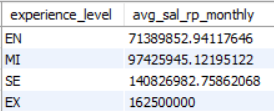 experience_level avg_sal_rp_monthly
EN 71389852.94117646
MI 97425945.12195122
SE 140826982.75862068
EX 162500000